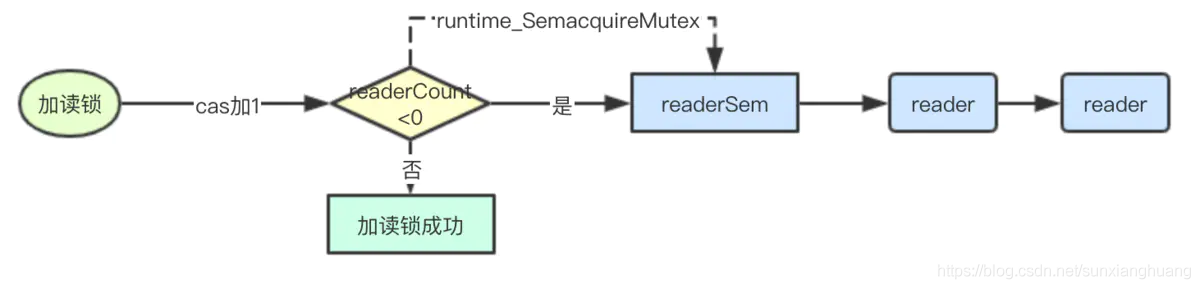 runtime_SemacquireMutex
加读锁
cas加1
readerCount
<0
是
readerSem
reader
reader
否
加读锁成功
https://blog.csdn.net/sunxianghuang